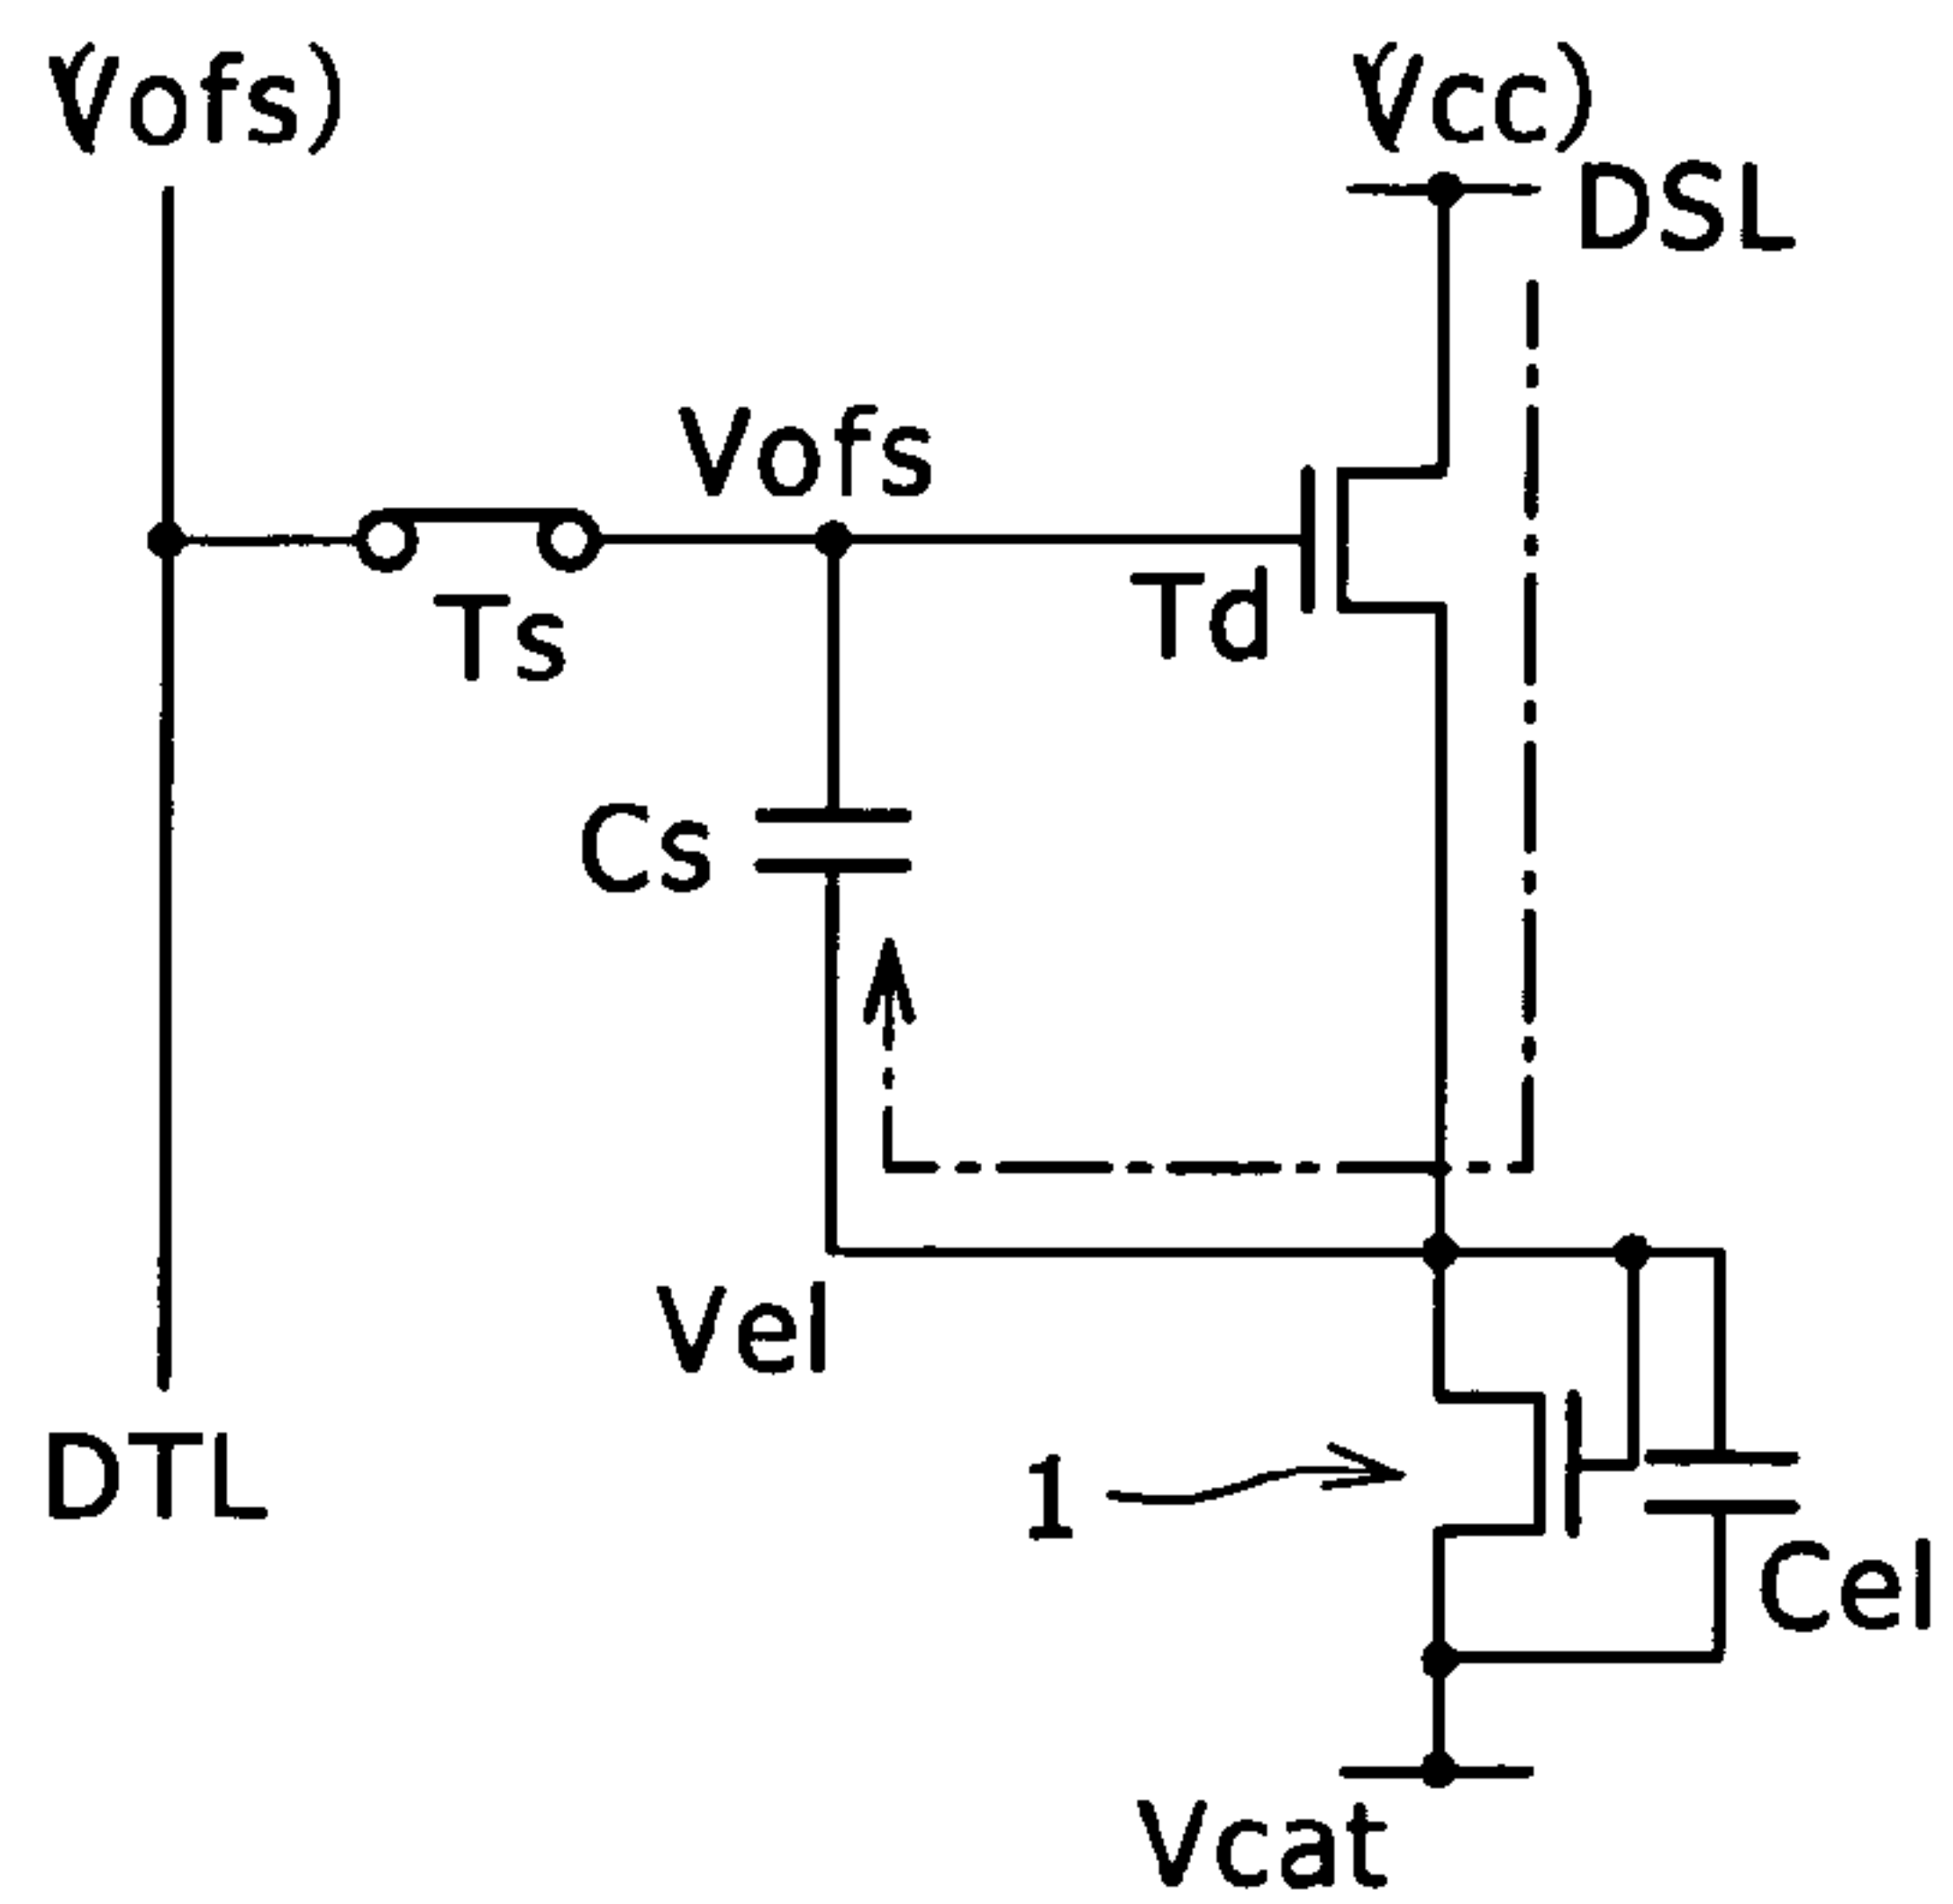 (Vofs)
(Vcc)
DSL
Vofs
Ts
Td
Cs
Vel
DTL
1
Cel
Vcat